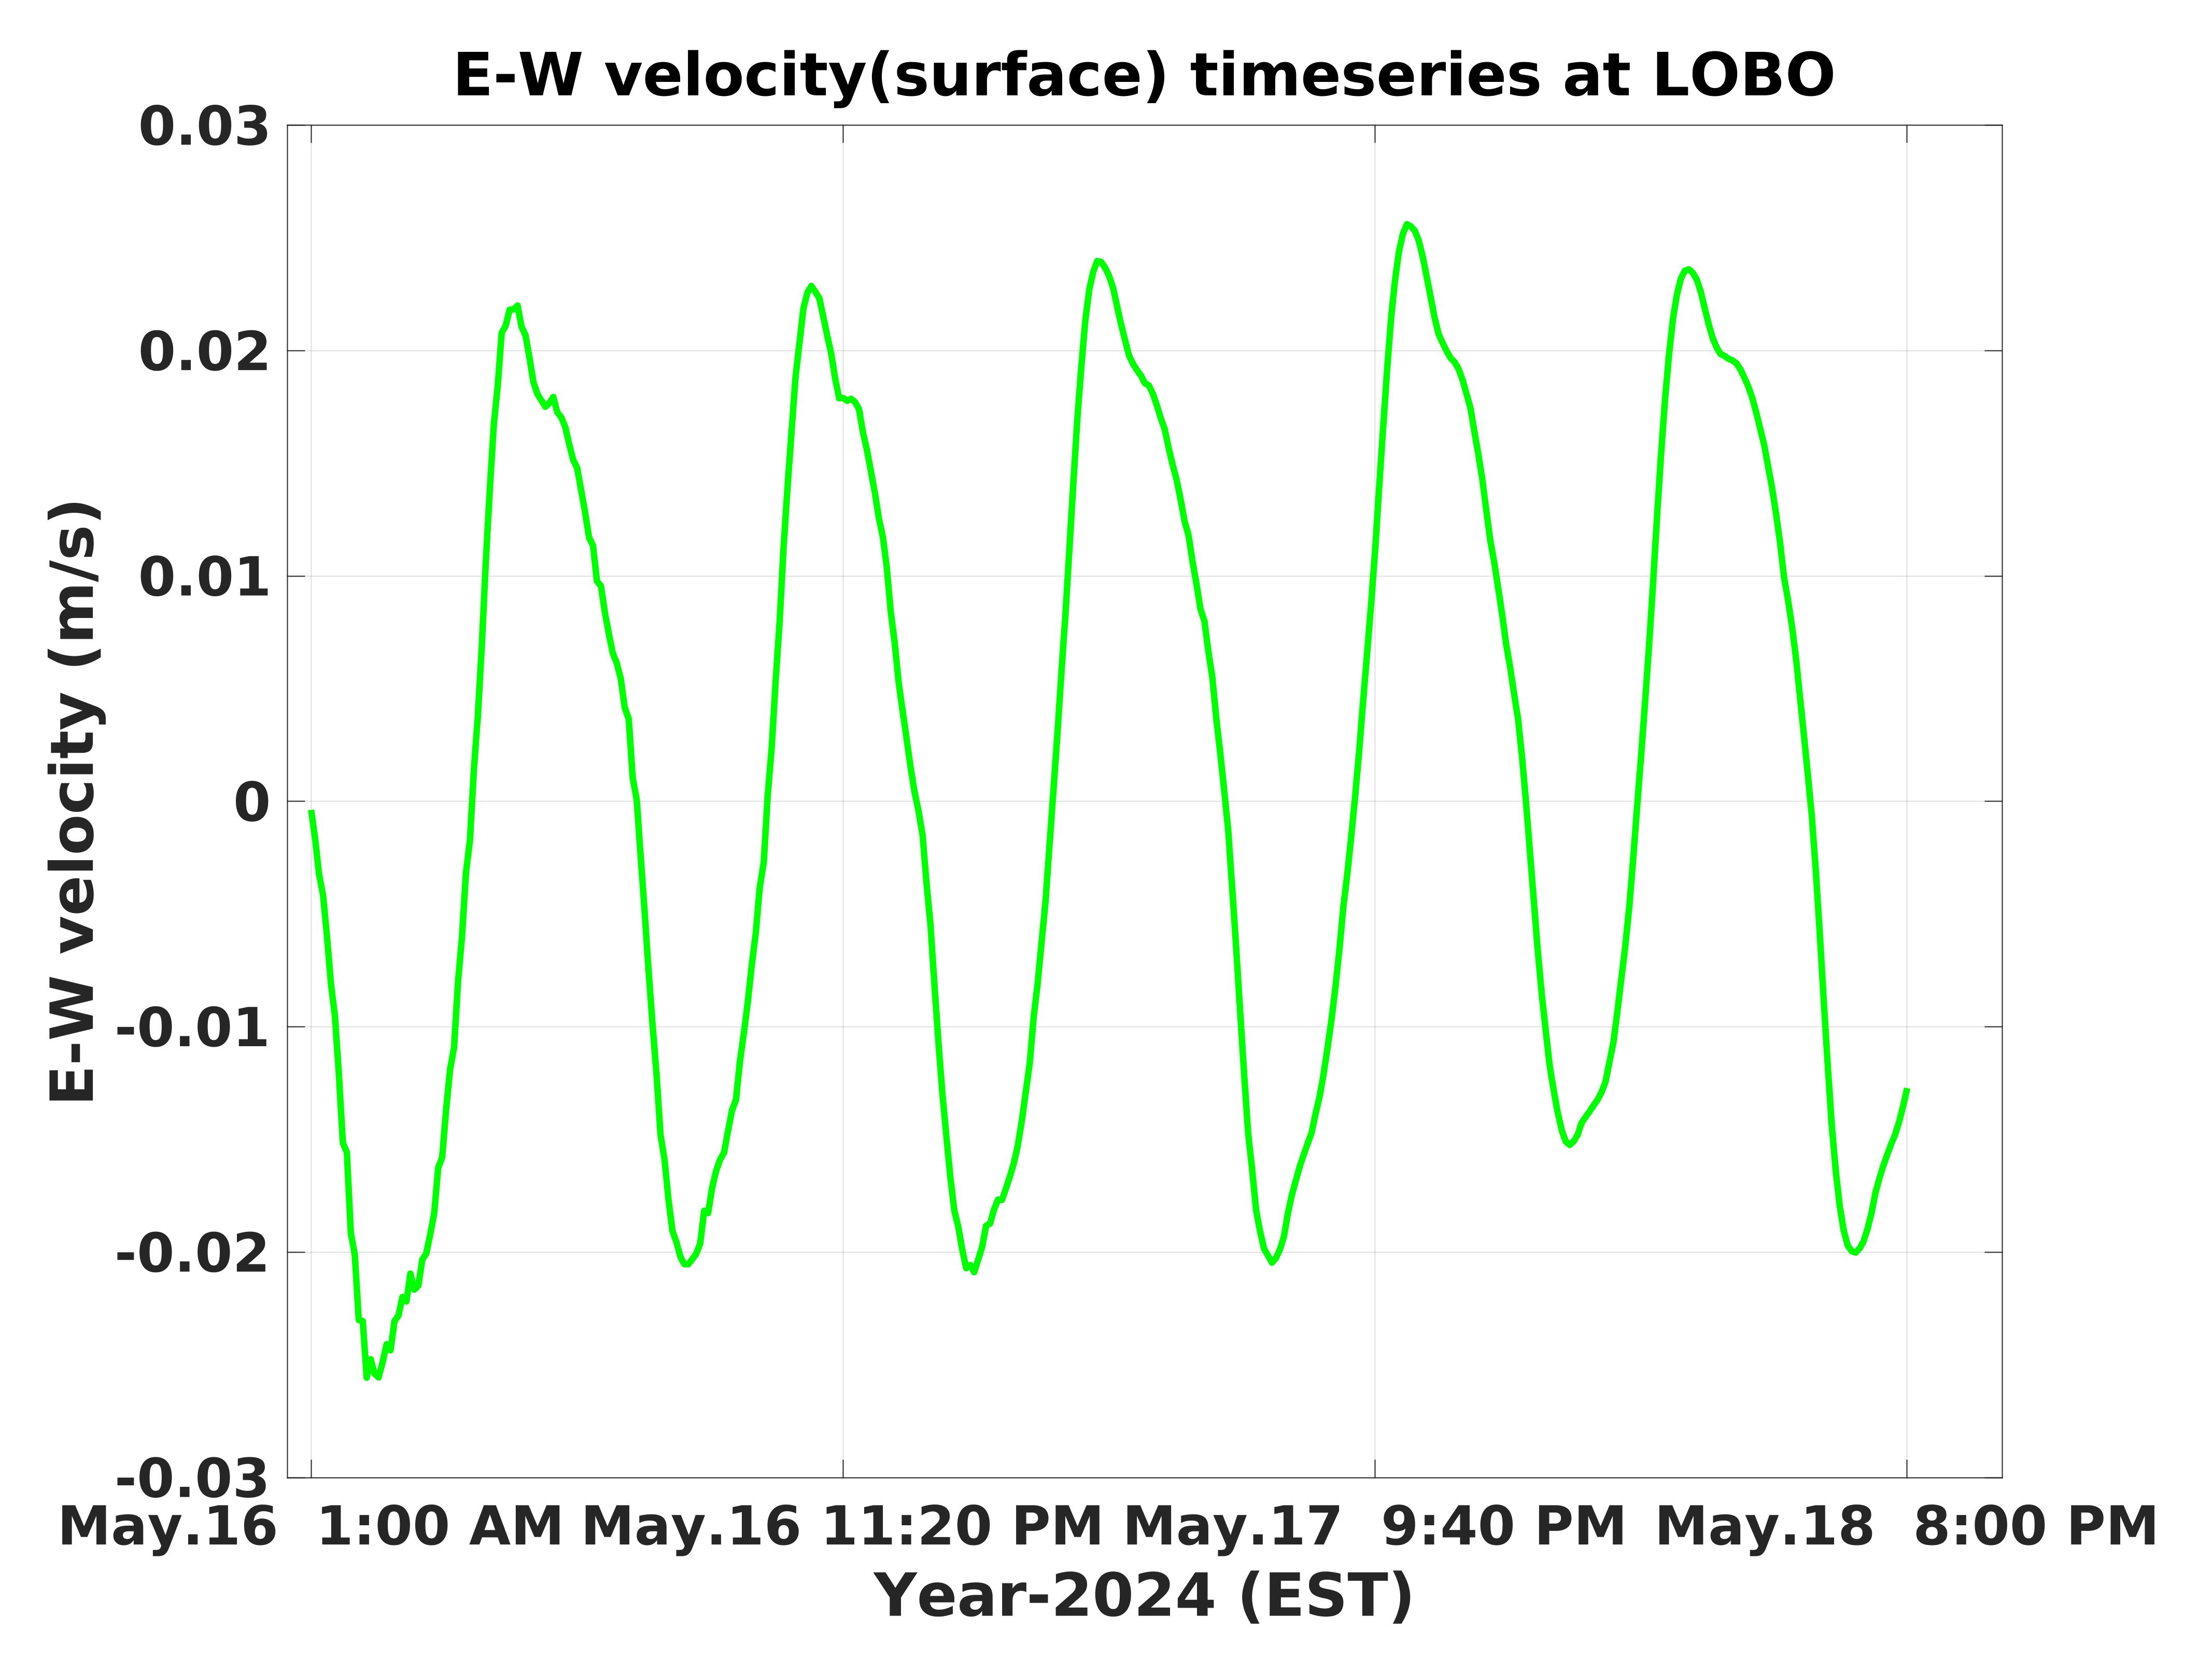 E-W velocity(surface) timeseries at LOBO
0.03
0.02
0.01
0
-0.01
-0.02
-0.03
E-W velocity (m/s)
May.16  1:00 AM May.16 11:20 PM May.17  9:40 PM May.18  8:00 PM
Year-2024 (EST)